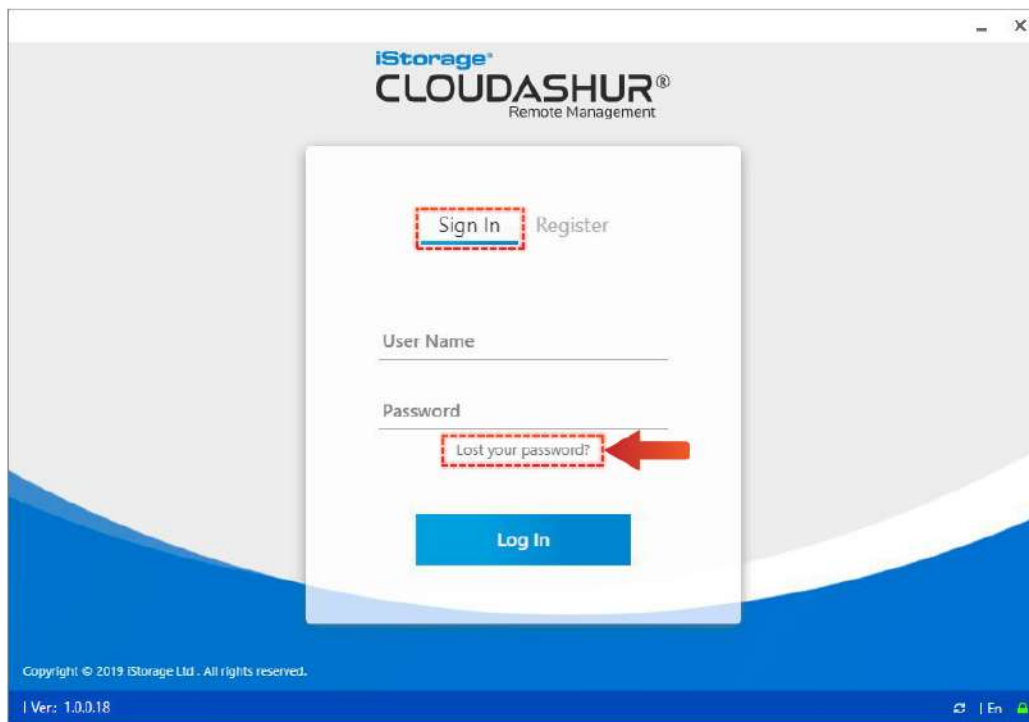 iStorage®
CLOUDASHUR®
Remote Management
Sign In Register
User Name
Password
Lost your password?
Log In
Copyright © 2019 iStorage Ltd . All rights reserved.
| Ver.: 1.0.0.18 | En